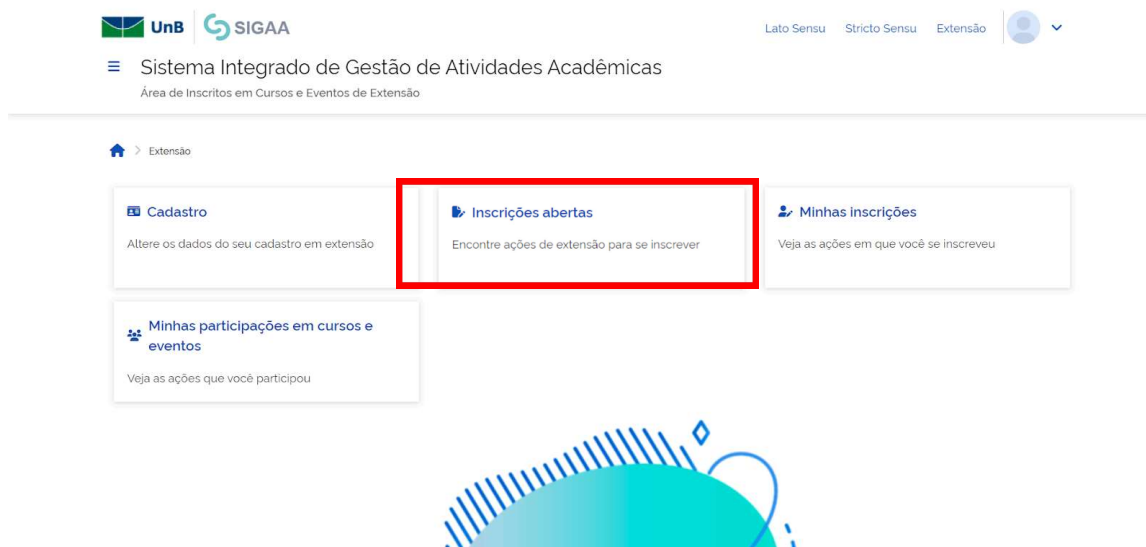 UnB SIGAA
Lato Sensu Stricto Sensu Extensão
Sistema Integrado de Gestão de Atividades Acadêmicas
Área de Inscritos em Cursos e Eventos de Extensão
Extensão
Cadastro
Altere os dados do seu cadastro em extensão
Inscrições abertas
Encontre ações de extensão para se inscrever
Minhas inscrições
Veja as ações em que você se inscreveu
Minhas participações em cursos e
eventos
Veja as ações que você participou